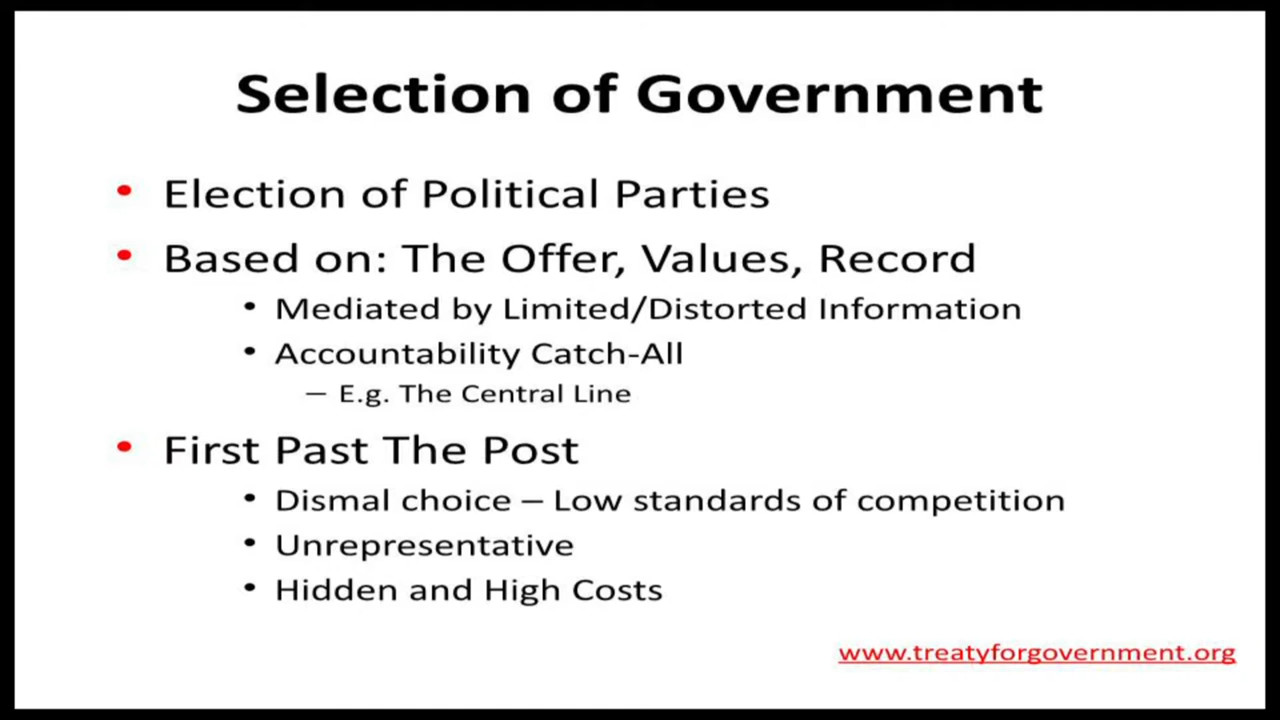 Selection of Government
• Election of Political Parties
• Based on: The Offer, Values, Record
• Mediated by Limited/Distorted Information
• Accountability Catch-All
– E.g. The Central Line
• First Past The Post
• Dismal choice – Low standards of competition
• Unrepresentative
• Hidden and High Costs
www.treatyforgovernment.org